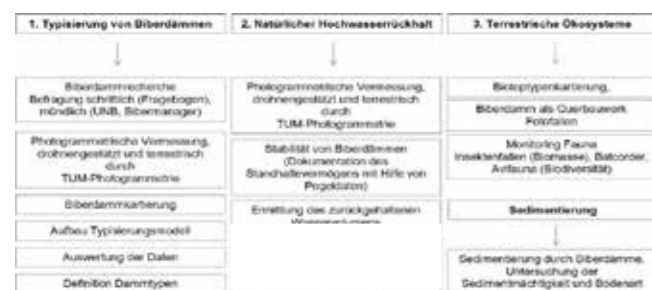 1. Typisierung von Biberdämmen
Biberdammrecherche
Befragung schriftlich (Fragebogen),
mündlich (UNB, Bibermanager)
Photogrammetrische Vermessung,
drohnengestützt und terrestrisch
durch
TUM-Photogrammetrie
Biberdammkartierung
Aufbau Typisierungsmodell
Auswertung der Daten
Definition Dammtypen
2. Natürlicher Hochwasserrückhalt
Photogrammetrische Vermessung,
drohnengestützt und terrestrisch
durch
TUM-Photogrammetrie
Stabilität von Biberdämmen
(Dokumentation des
Standhaltevermögens mit Hilfe von
Pegeldaten)
Ermittlung des zurückgehaltenen
3. Terrestrische Ökosysteme
Biotoptypenkartierung,
Biberdamm als Querbauwerk
Fotofallen
Monitoring Fauna
Insektenfallen (Biomasse), Batcorder,
Avifauna (Biodiversität)
Sedimentierung
Sedimentierung durch Biberdämme,
Untersuchung der
Sedimentmächtigkeit und Bodenart